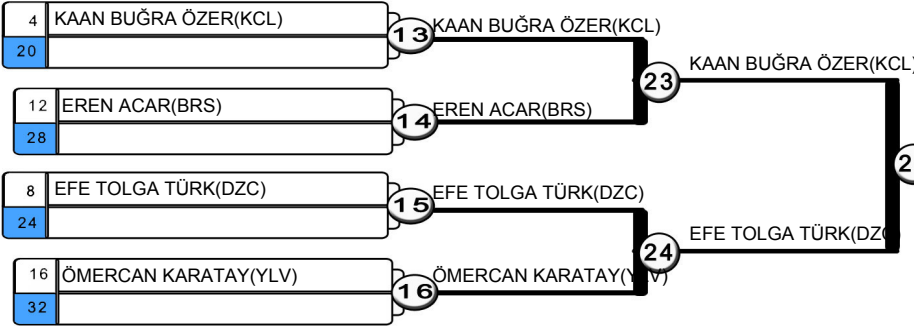 4 KAAN BUĞRA ÖZER(KCL)
20
13 KAAN BUĞRA ÖZER(KCL)
12 EREN ACAR(BRS)
28
14 EREN ACAR(BRS)
23 KAAN BUĞRA ÖZER(KCL)
8 EFE TOLGA TÜRK(DZC)
24
15 EFE TOLGA TÜRK(DZC)
16 ÖMERCAN KARATAY(YLV)
32
16 ÖMERCAN KARATAY(YLV)
24 EFE TOLGA TÜRK(DZC)